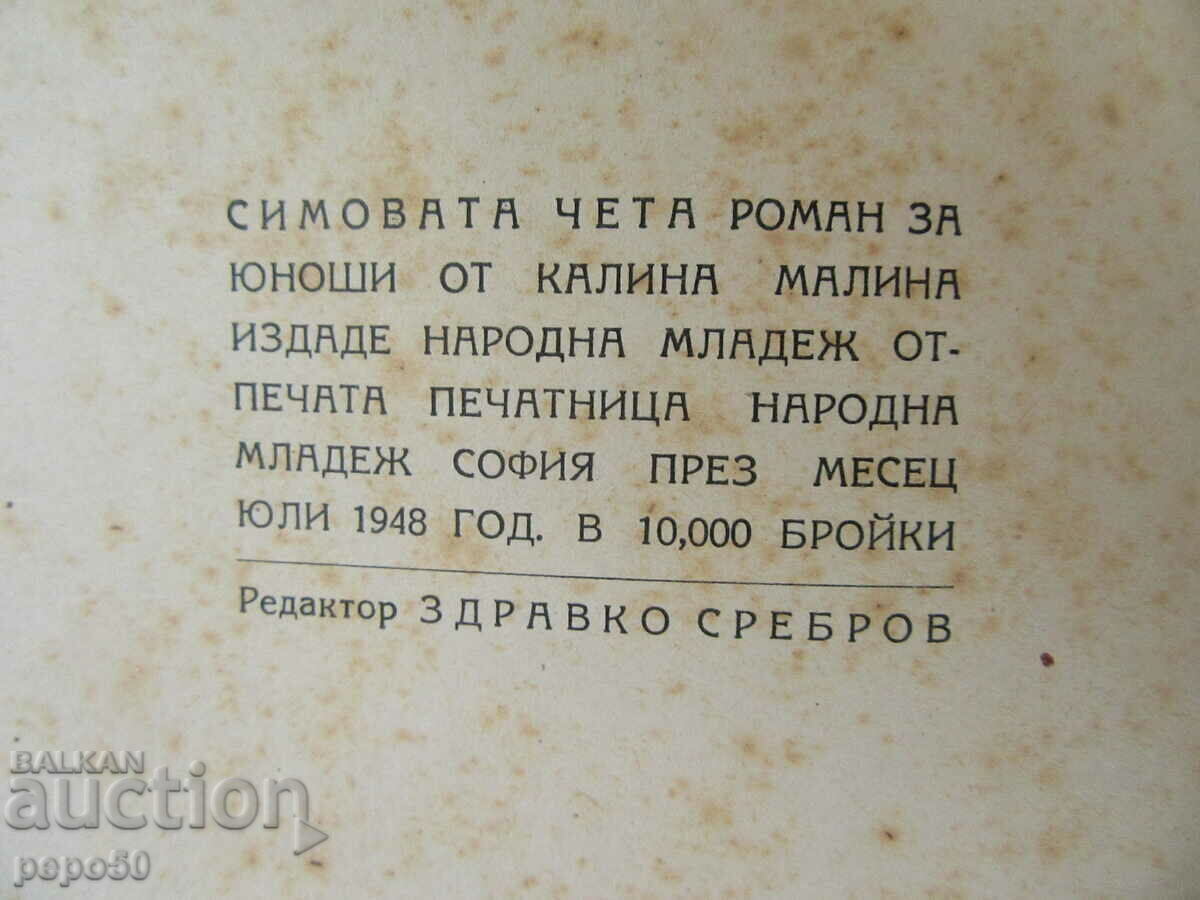 СИМОВАТА ЧЕТА РОМАН ЗА
ЮНОШИ ОТ КАЛИНА МАЛИНА
ИЗДАДЕ НАРОДНА МЛАДЕЖ ОТ-
ПЕЧАТА ПЕЧАТНИЦА НАРОДНА
МЛАДЕЖ СОФИЯ ПРЕЗ МЕСЕЦ
ЮЛИ 1948 ГОД. В 10,000 БРОЙКИ
Редактор ЗДРАВКО СРЕБРОВ
BALKAN
auction
pepo50